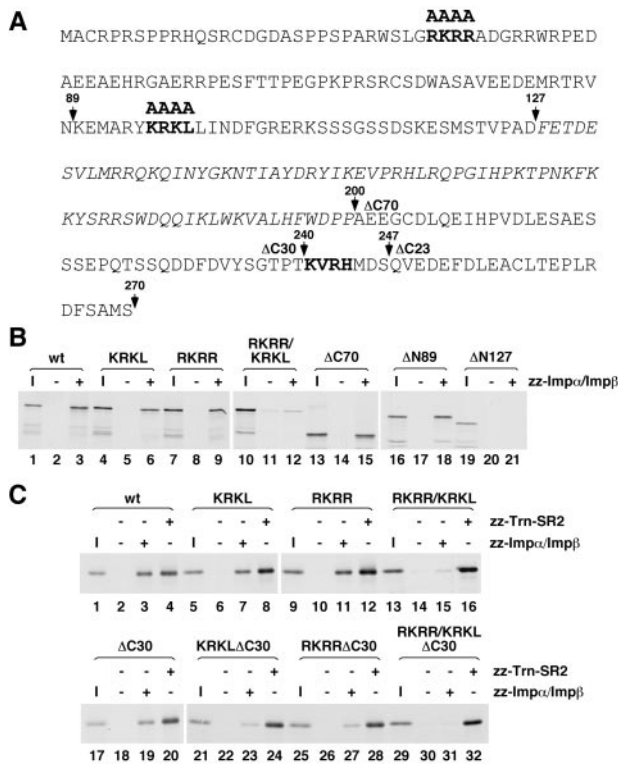 A
AAAA
MACRPRSPPRHQSRCDGDASPPSPARWSLGRKRRADGRRWRPED
AEEAEHRGAERRPESFTTPEGPKPRSRCSDWASAVEEDEMRTRV
89 AAAA 127
NKEMARYKRKLLINDFGRERKSSSGSSDSKESMSTVPADFETDE
SVLMRRQKQINYGKNTIAYDRYIKEVPRHLRQPGIHPKTPNKFK
200
KYSRRSWDQQIKLWKVALHFWDPPAEEGCDLQEIHPVDLESAES
ΔC70
ΔC30 240 247 ΔC23
SSEPQTSSQDDFDVYSGTPTKVRHMDSQVEDEFDLEACLTEPLR
270
DFSAMS
B
wt KRKL RKRR RKRR/KRKL ΔC70 ΔN89 ΔN127
I - + I - + I - + I - + I - + I - + I - + zz-Impα/Impβ
1 2 3 4 5 6 7 8 9 10 11 12 13 14 15 16 17 18 19 20 21
C
wt KRKL RKRR RKRR/KRKL
- - + - - + - - + - - + zz-Trn-SR2
I - + I - + I - + I - + zz-Impα/Impβ
1 2 3 4 5 6 7 8 9 10 11 12 13 14 15 16
ΔC30 KRKLΔC30 RKRRΔC30 RKRR/KRKL ΔC30
- - + - - + - - + - - + zz-Trn-SR2
I - + I - + I - + I - + zz-Impα/Impβ
17 18 19 20 21 22 23 24 25 26 27 28 29 30 31 32